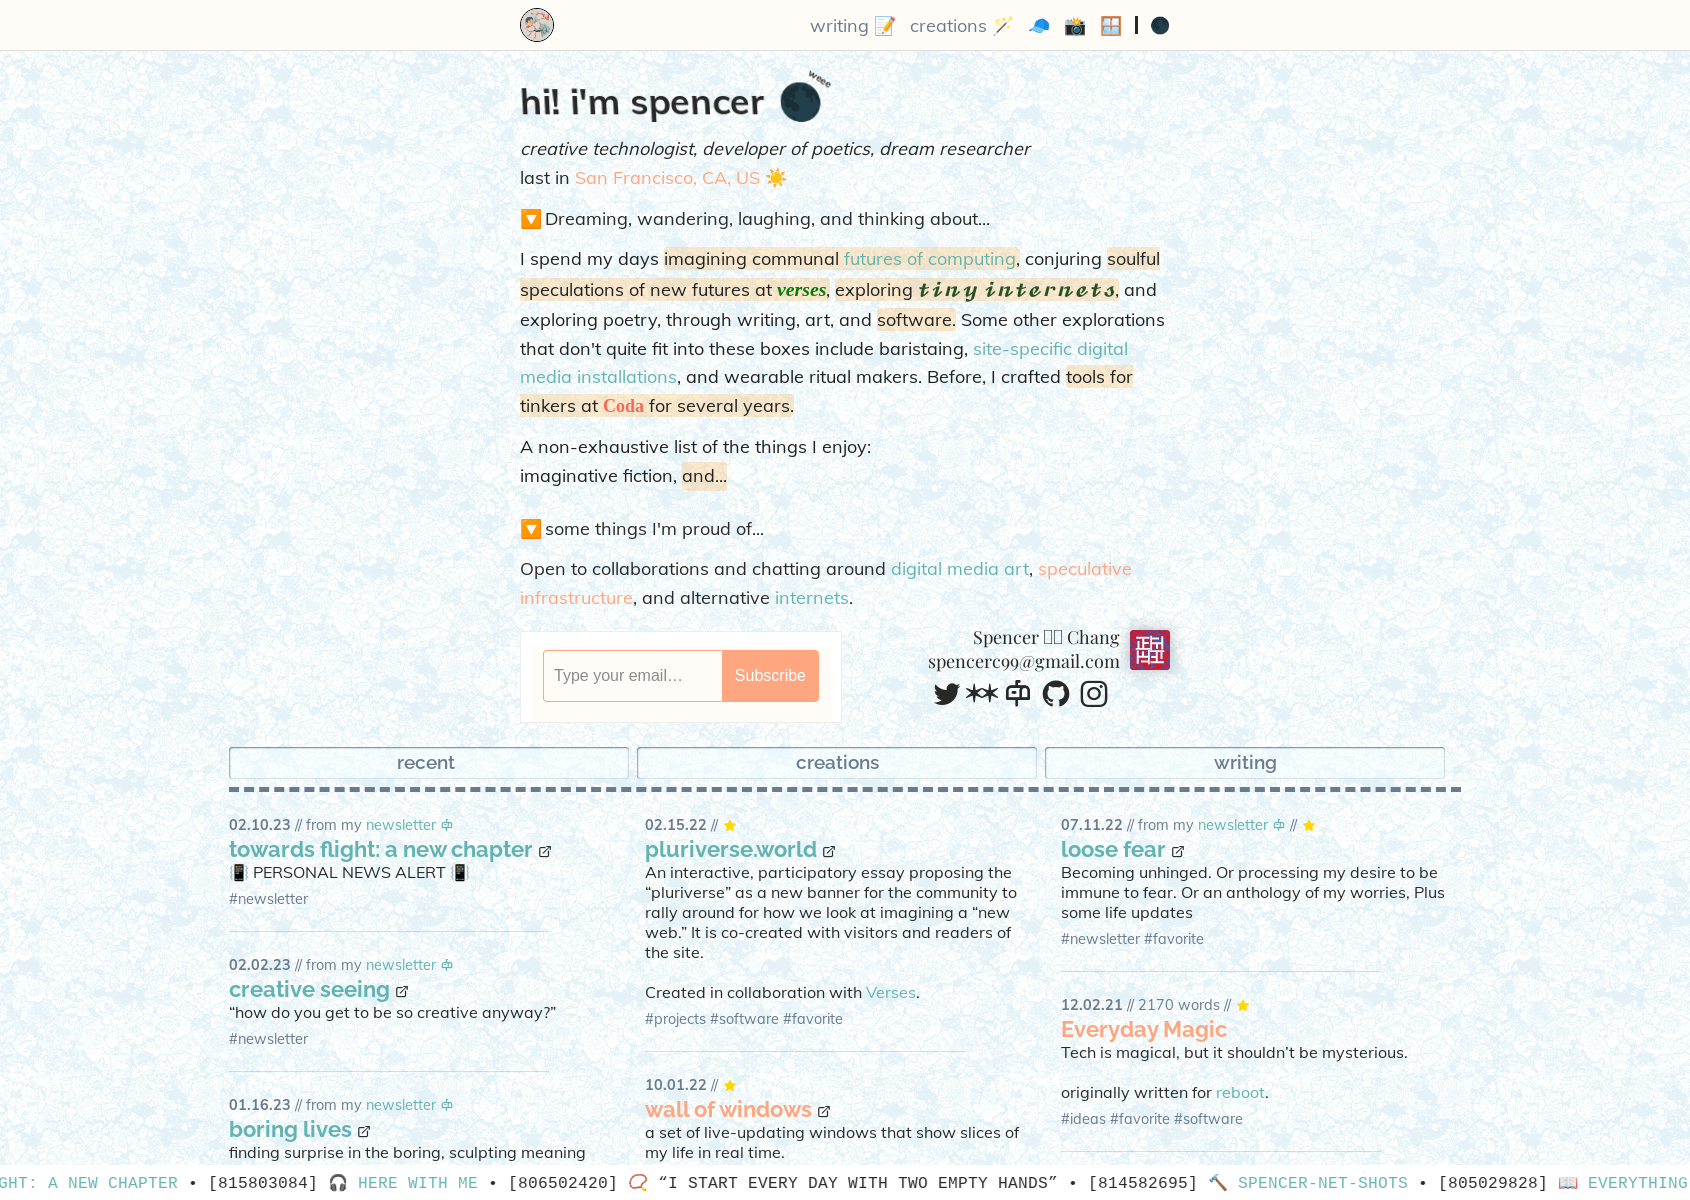 writing 📝 creations 🪄 🧢 📸 🪟 | 🌑
weee
hi! i'm spencer 🌑
creative technologist, developer of poetics, dream researcher
last in San Francisco, CA, US ☀️
🔽 Dreaming, wandering, laughing, and thinking about...
I spend my days imagining communal futures of computing, conjuring soulful
speculations of new futures at verses, exploring tiny internets, and
exploring poetry, through writing, art, and software. Some other explorations
that don't quite fit into these boxes include baristaing, site-specific digital
media installations, and wearable ritual makers. Before, I crafted tools for
tinkers at Coda for several years.
A non-exhaustive list of the things I enjoy:
imaginative fiction, and...
🔽 some things I'm proud of...
Open to collaborations and chatting around digital media art, speculative
infrastructure, and alternative internets.
Type your email… Subscribe
Spencer Chang
spencerc99@gmail.com
recent creations writing
02.10.23 // from my newsletter
towards flight: a new chapter
📳 PERSONAL NEWS ALERT 📳
#newsletter
02.02.23 // from my newsletter
creative seeing
“how do you get to be so creative anyway?”
#newsletter
01.16.23 // from my newsletter
boring lives
finding surprise in the boring, sculpting meaning
02.15.22 // ⭐
pluriverse.world
An interactive, participatory essay proposing the
“pluriverse” as a new banner for the community to
rally around for how we look at imagining a “new
web.” It is co-created with visitors and readers of
the site.
Created in collaboration with Verses.
#projects #software #favorite
10.01.22 // ⭐
wall of windows
a set of live-updating windows that show slices of
my life in real time.
07.11.22 // from my newsletter // ⭐
loose fear
Becoming unhinged. Or processing my desire to be
immune to fear. Or an anthology of my worries, Plus
some life updates
#newsletter #favorite
12.02.21 // 2170 words // ⭐
Everyday Magic
Tech is magical, but it shouldn’t be mysterious.
originally written for reboot.
#ideas #favorite #software
GHT: A NEW CHAPTER • [815803084] 🎧 HERE WITH ME • [806502420] 📿 “I START EVERY DAY WITH TWO EMPTY HANDS” • [814582695] 🔨 SPENCER-NET-SHOTS • [805029828] 📖 EVERYTHING